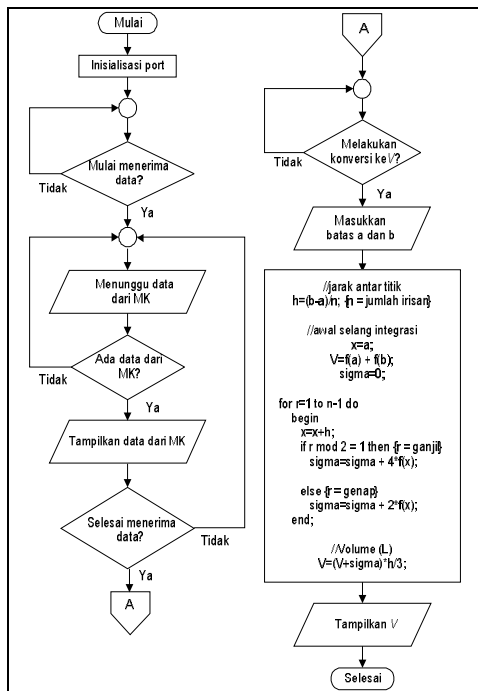 Mulai
Inisialisasi port
Mulai menerima
data?
Tidak
Ya
Menunggu data
dari MK
Ada data dari
MK?
Tidak
Ya
Tampilkan data dari MK
Selesai menerima
data?
Tidak
Ya
A
A
Melakukan
konversi ke V?
Tidak
Ya
Masukkan
batas a dan b
//jarak antar titik
h=(b-a)/n; {n = jumlah irisan}
//awal selang integrasi
x=a;
V=f(a) + f(b);
sigma=0;
for r=1 to n-1 do
begin
x=x+h;
if r mod 2 = 1 then {r = ganjil}
sigma=sigma + 4*f(x);
else {r = genap}
sigma=sigma + 2*f(x);
end;
//Volume (L)
V=(V+sigma)*h/3;
Tampilkan V
Selesai